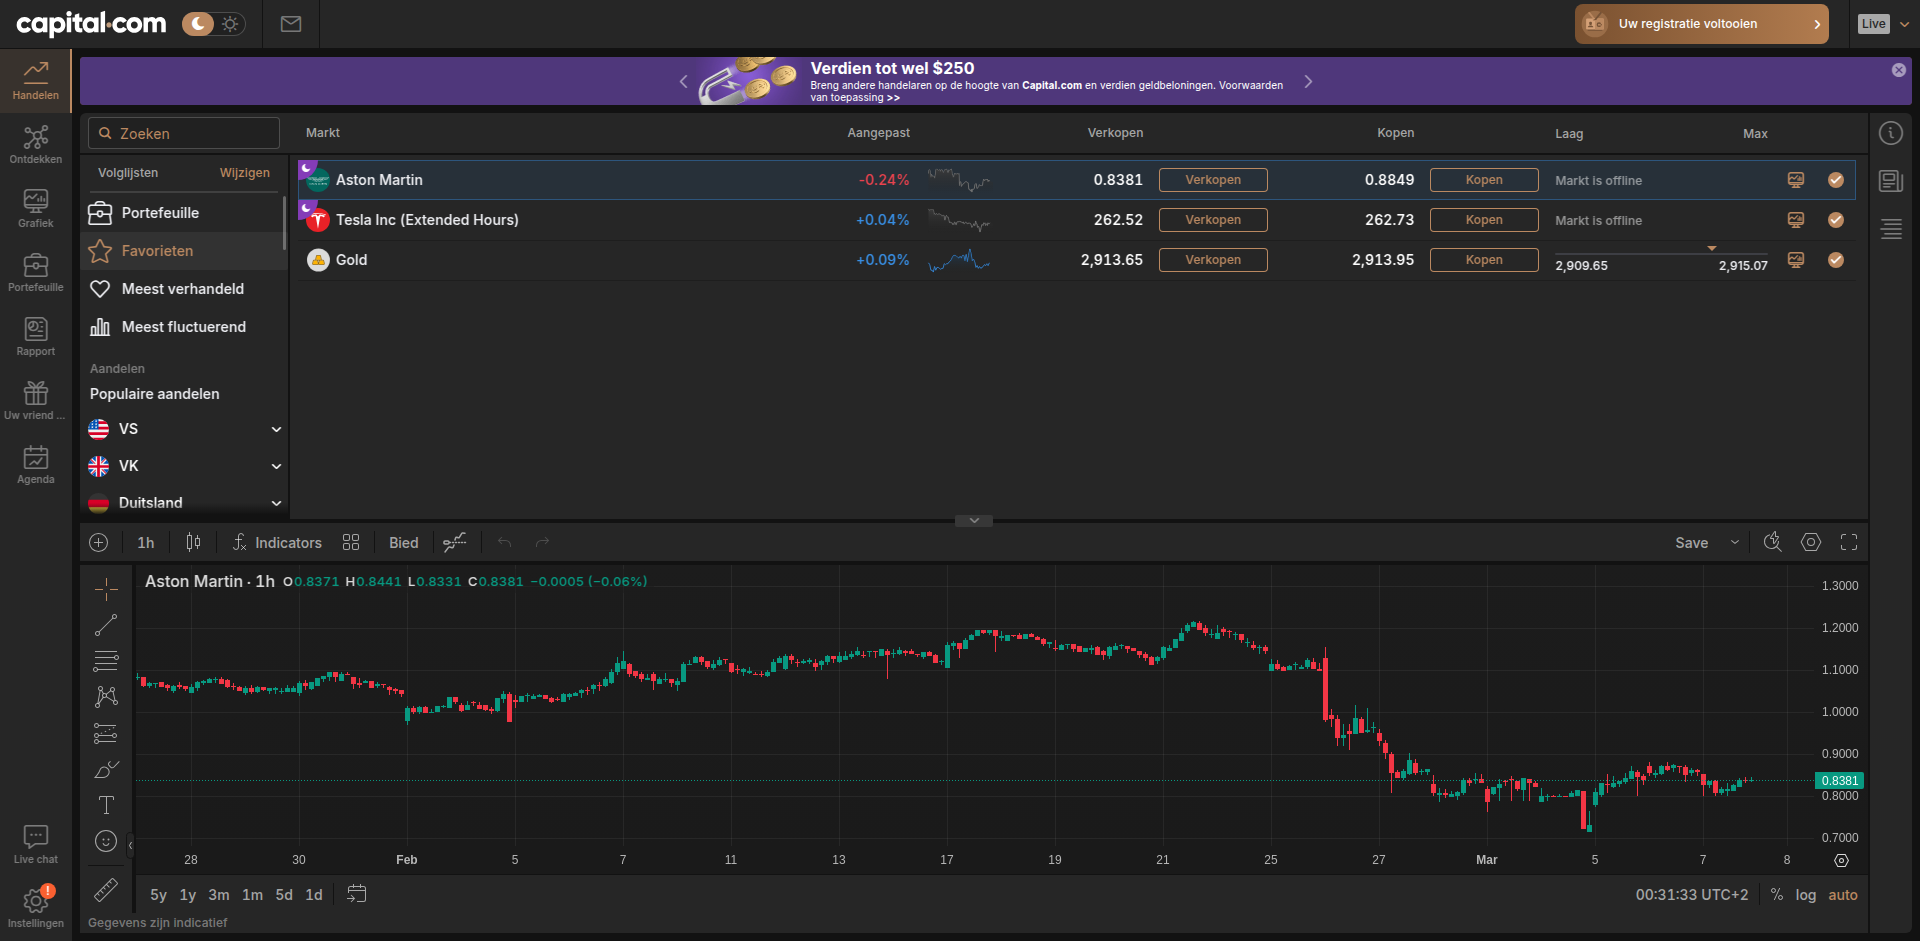 capital.com
Uw registratie voltooien
Live
Handelen
Ontdekken
Grafiek
Portefeuille
Rapport
Uw vriend ...
Agenda
Live chat
!
Instellingen
Verdien tot wel $250
Breng andere handelaren op de hoogte van Capital.com en verdien geldbeloningen. Voorwaarden
van toepassing >>
Zoeken
Markt Aangepast Verkopen Kopen Laag Max
Volglijsten Wijzigen
Portefeuille
Favorieten
Meest verhandeld
Meest fluctuerend
Aandelen
Populaire aandelen
VS
VK
Duitsland
Aston Martin -0.24% 0.8381 Verkopen 0.8849 Kopen Markt is offline
Tesla Inc (Extended Hours) +0.04% 262.52 Verkopen 262.73 Kopen Markt is offline
Gold +0.09% 2,913.65 Verkopen 2,913.95 Kopen 2,909.65 2,915.07
1h Indicators Bied Save
Aston Martin · 1h O0.8371 H0.8441 L0.8331 C0.8381 −0.0005 (−0.06%)
1.3000
1.2000
1.1000
1.0000
0.9000
0.8381
0.8000
0.7000
28 30 Feb 5 7 11 13 17 19 21 25 27 Mar 5 7 8
5y 1y 3m 1m 5d 1d 00:31:33 UTC+2 % log auto
Gegevens zijn indicatief